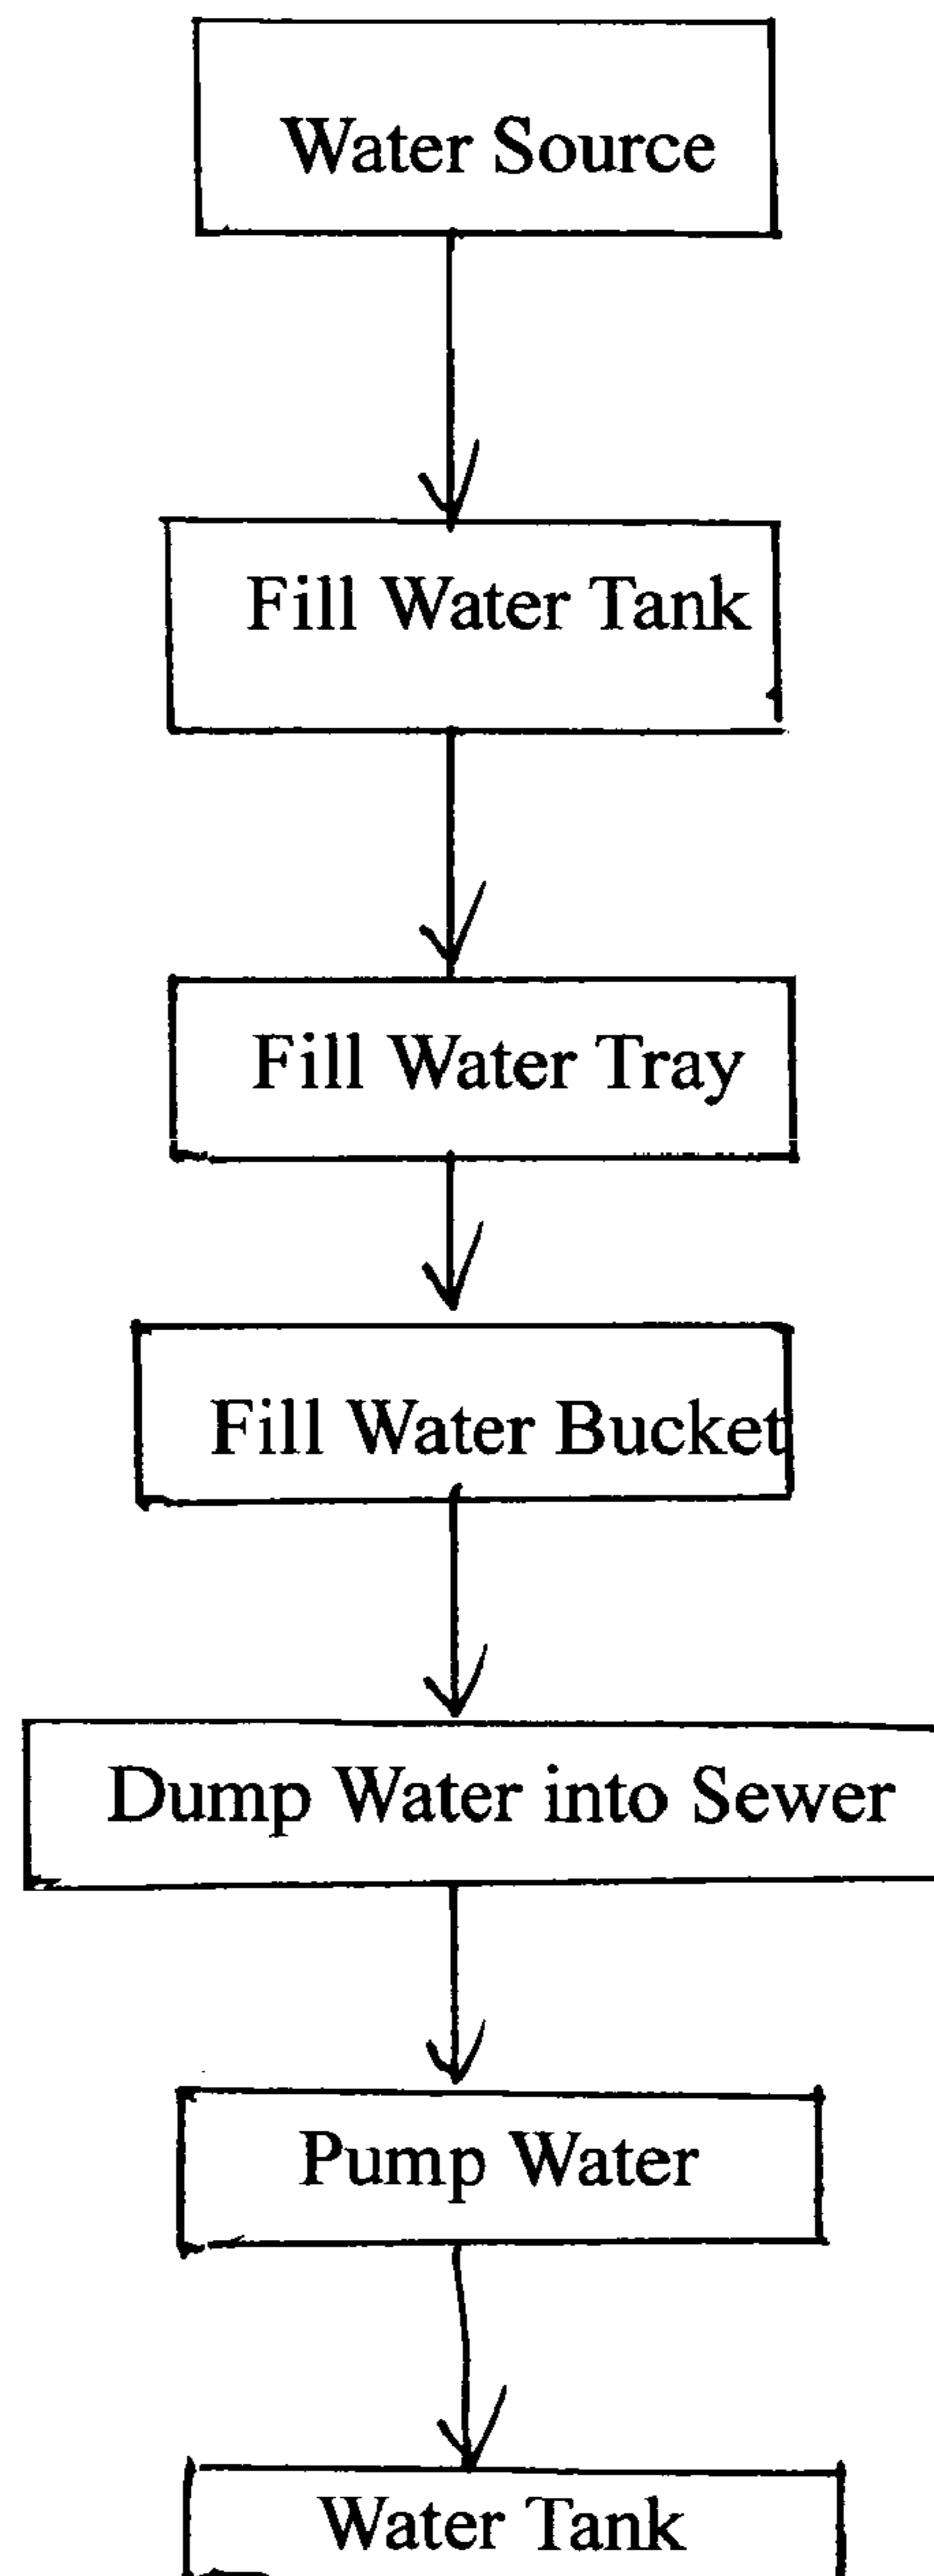 Water Source
Fill Water Tank
Fill Water Tray
Fill Water Bucket
Dump Water into Sewer
Pump Water
Water Tank